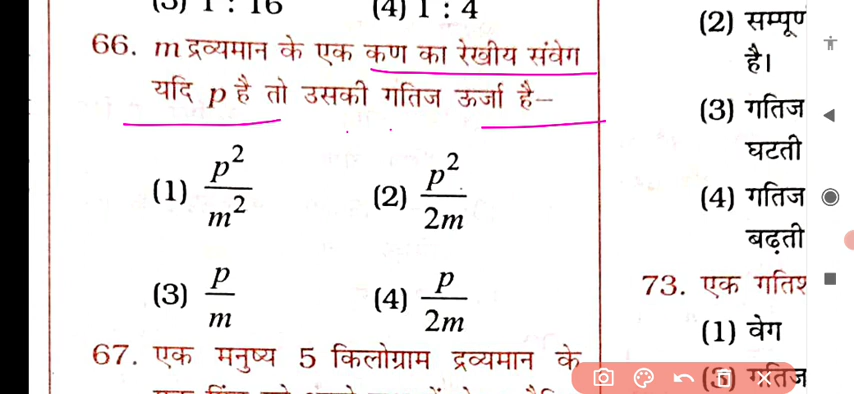 (4) 1 : 4
66. m द्रव्यमान के एक कण का रेखीय संवेग
यदि p है तो उसकी गतिज ऊर्जा है–
(1) p²/m²
(2) p²/2m
(3) p/m
(4) p/2m
67. एक मनुष्य 5 किलोग्राम द्रव्यमान के
(2) सम्पूर्ण
है।
(3) गतिज
घटती
(4) गतिज
बढ़ती
73. एक
(1) वेग
गतिज